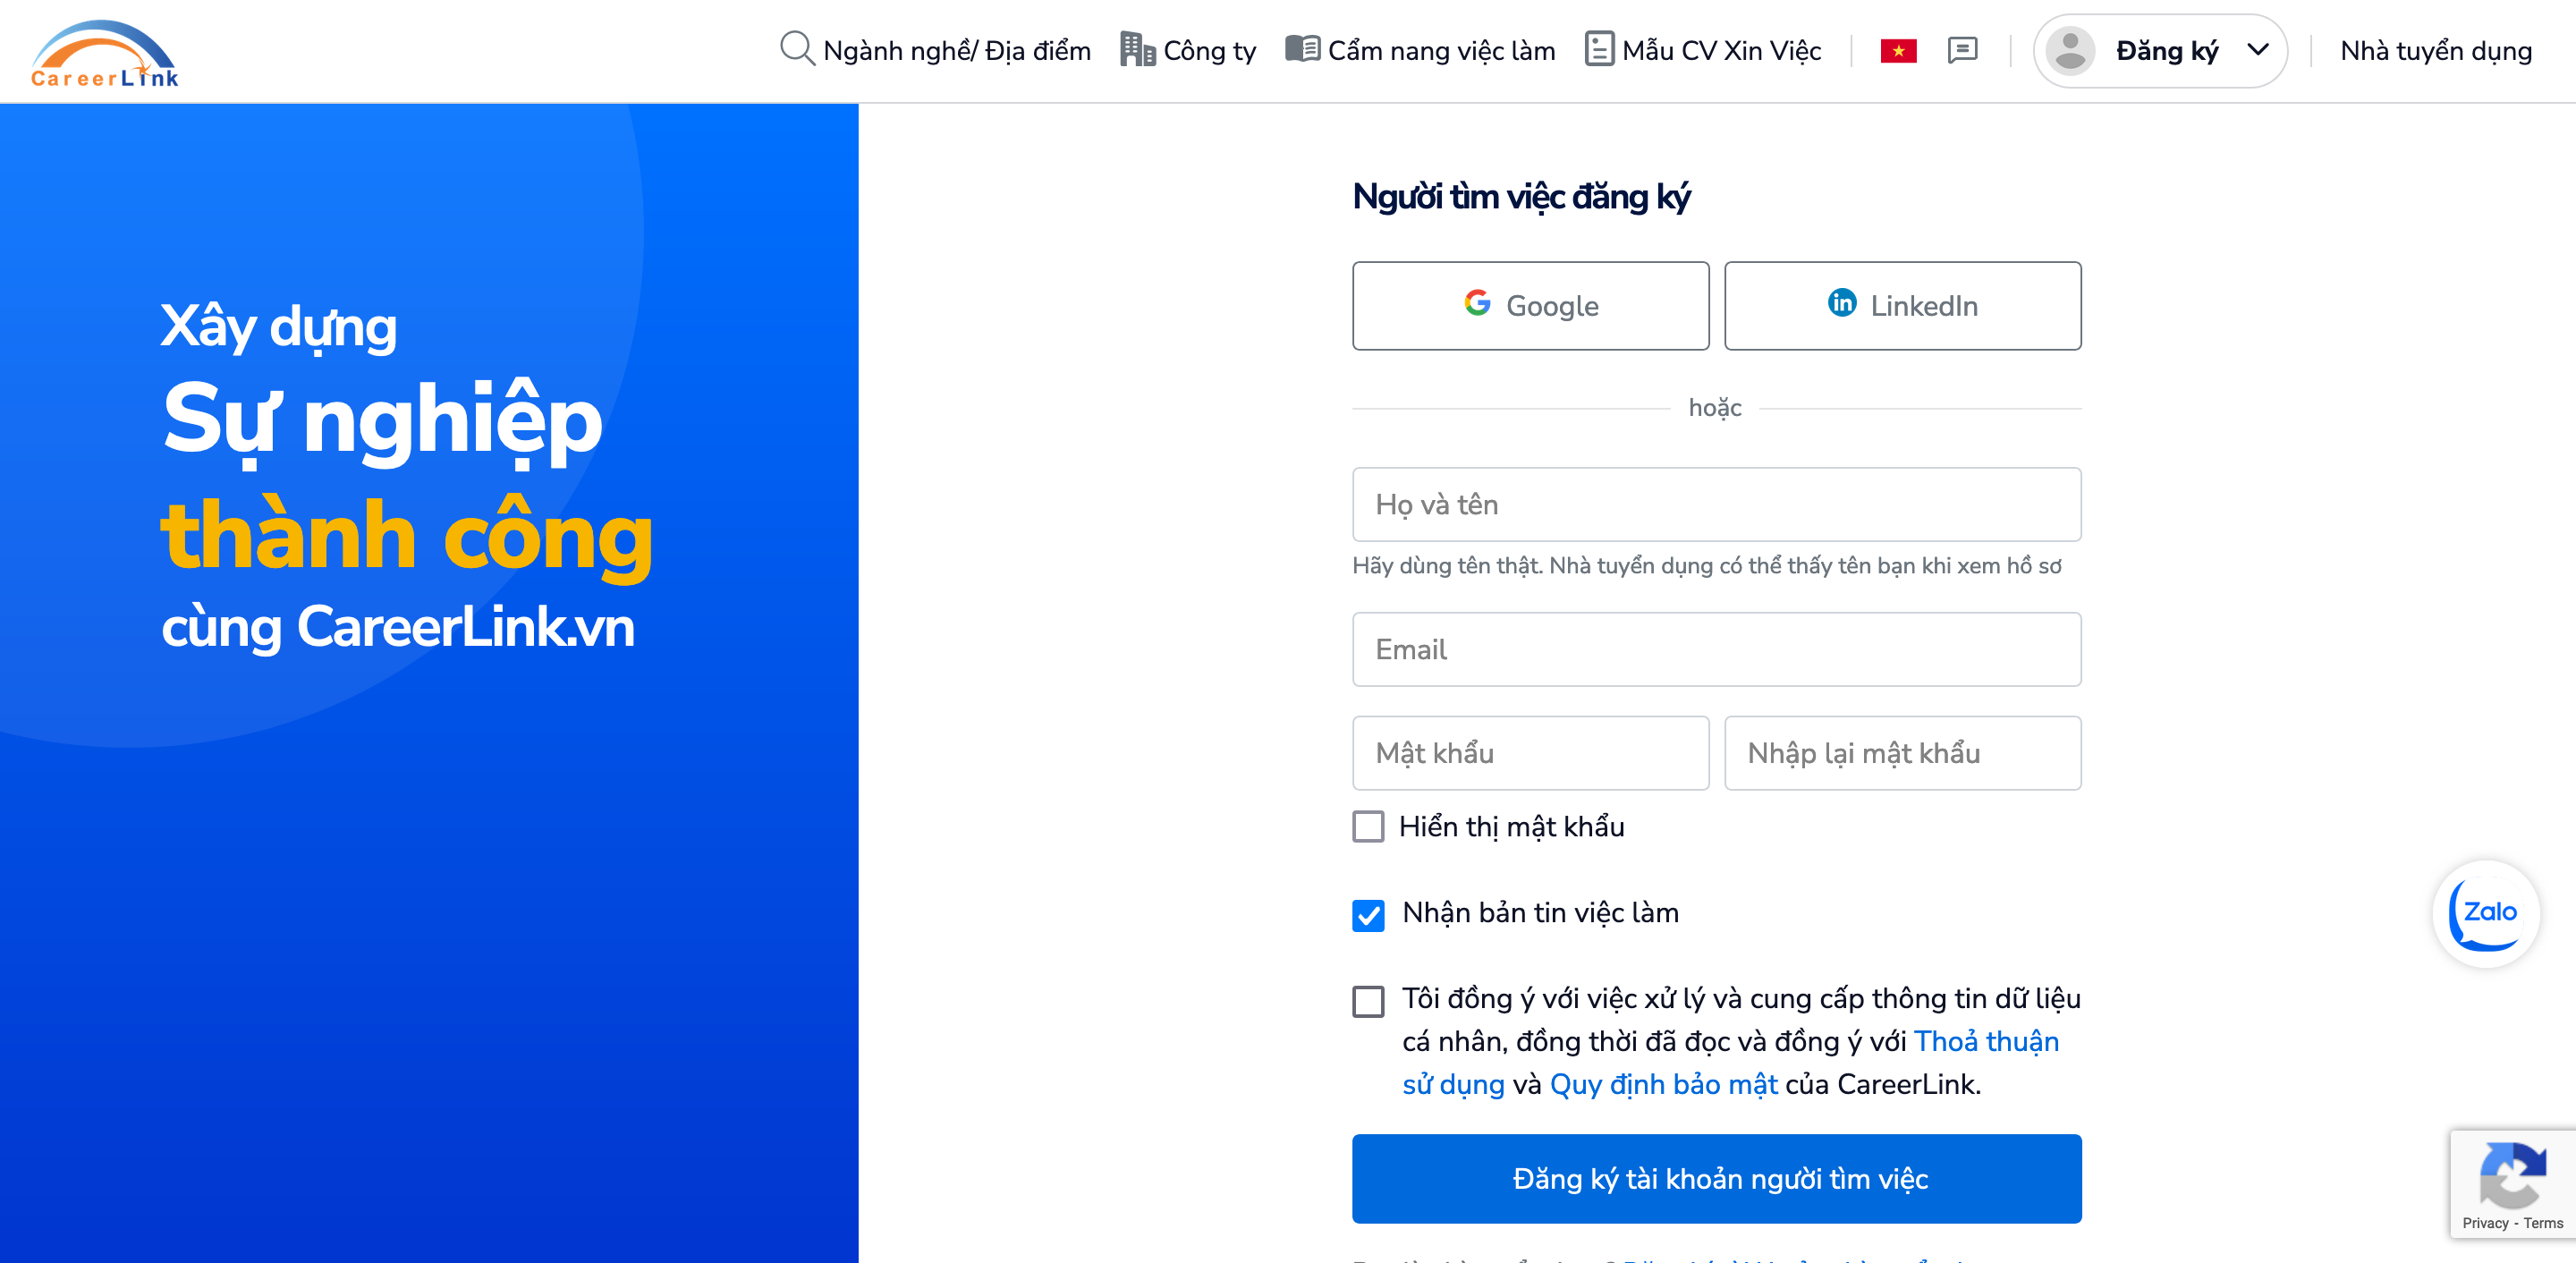 CareerLink
Ngành nghề/ Địa điểm
Công ty
Cẩm nang việc làm
Mẫu CV Xin Việc
Đăng ký
Nhà tuyển dụng
Xây dựng
Sự nghiệp
thành công
cùng CareerLink.vn
Người tìm việc đăng ký
Google
LinkedIn
hoặc
Họ và tên
Hãy dùng tên thật. Nhà tuyển dụng có thể thấy tên bạn khi xem hồ sơ
Email
Mật khẩu
Nhập lại mật khẩu
Hiển thị mật khẩu
Nhận bản tin việc làm
Tôi đồng ý với việc xử lý và cung cấp thông tin dữ liệu
cá nhân, đồng thời đã đọc và đồng ý với Thoả thuận
sử dụng và Quy định bảo mật của CareerLink.
Đăng ký tài khoản người tìm việc
Zalo
Privacy - Terms